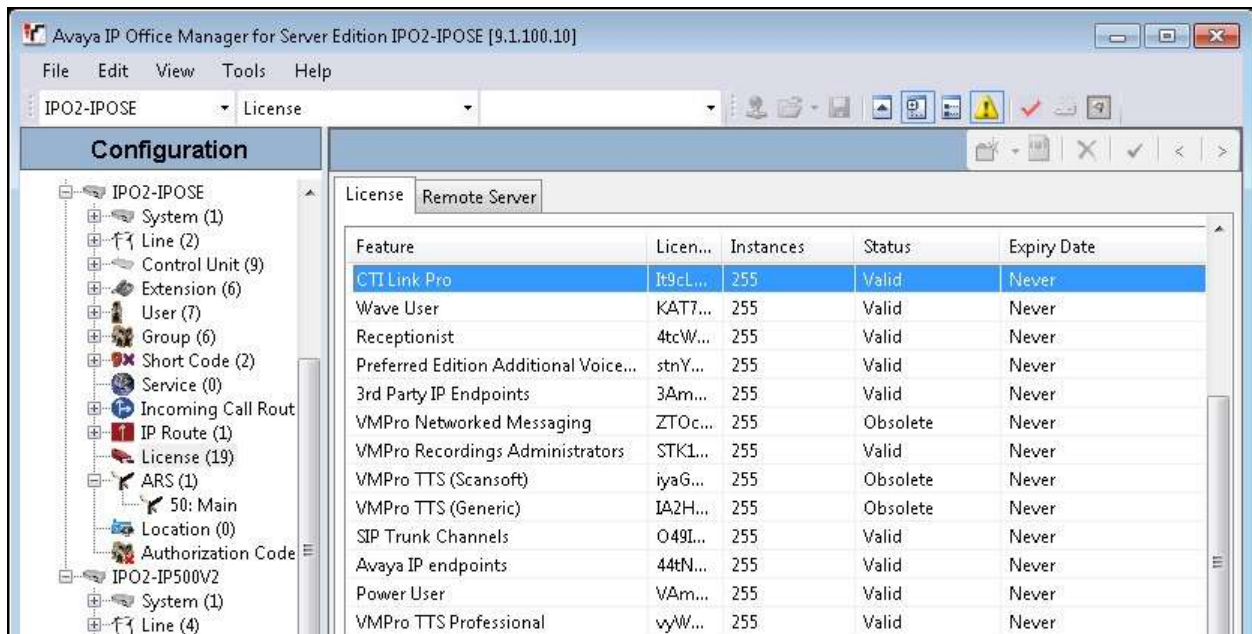 Avaya IP Office Manager for Server Edition IPO2-IPOSE [9.1.100.10]
File Edit View Tools Help
IPO2-IPOSE License
Configuration
IPO2-IPOSE
System (1)
Line (2)
Control Unit (9)
Extension (6)
User (7)
Group (6)
Short Code (2)
Service (0)
Incoming Call Rout
IP Route (1)
License (19)
ARS (1)
50: Main
Location (0)
Authorization Code
IPO2-IP500V2
System (1)
Line (4)
License Remote Server
Feature Licen... Instances Status Expiry Date
CTI Link Pro It9cL... 255 Valid Never
Wave User KAT7... 255 Valid Never
Receptionist 4tcW... 255 Valid Never
Preferred Edition Additional Voice... stnY... 255 Valid Never
3rd Party IP Endpoints 3Am... 255 Valid Never
VMPro Networked Messaging ZTOc... 255 Obsolete Never
VMPro Recordings Administrators STK1... 255 Valid Never
VMPro TTS (Scansoft) iyaG... 255 Obsolete Never
VMPro TTS (Generic) IA2H... 255 Obsolete Never
SIP Trunk Channels O49I... 255 Valid Never
Avaya IP endpoints 44tN... 255 Valid Never
Power User VAm... 255 Valid Never
VMPro TTS Professional vyW... 255 Valid Never